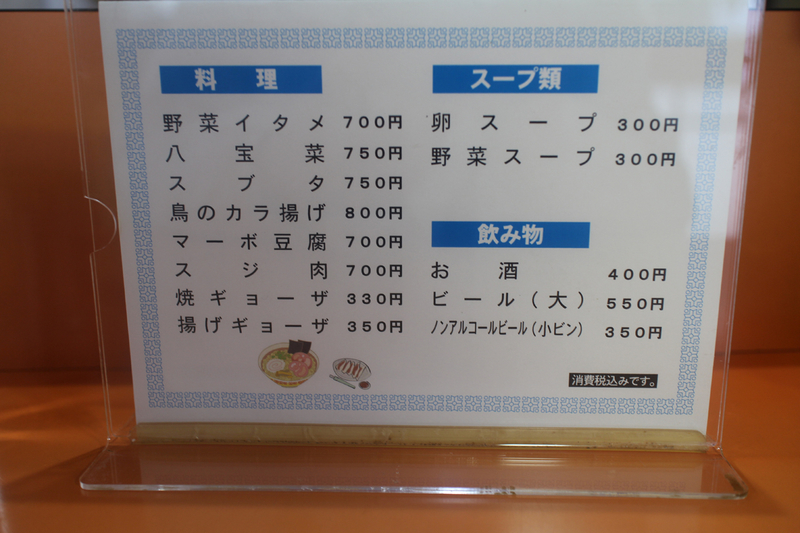 料理
野菜イタメ 700円
八宝菜 750円
スブタ 750円
鳥のカラ揚げ 800円
マーボ豆腐 700円
スジ肉 700円
焼ギョーザ 330円
揚げギョーザ 350円
スープ類
卵スープ 300円
野菜スープ 300円
飲み物
お酒 400円
ビール(大) 550円
ノンアルコールビール(小ビン) 350円
消費税込みです。